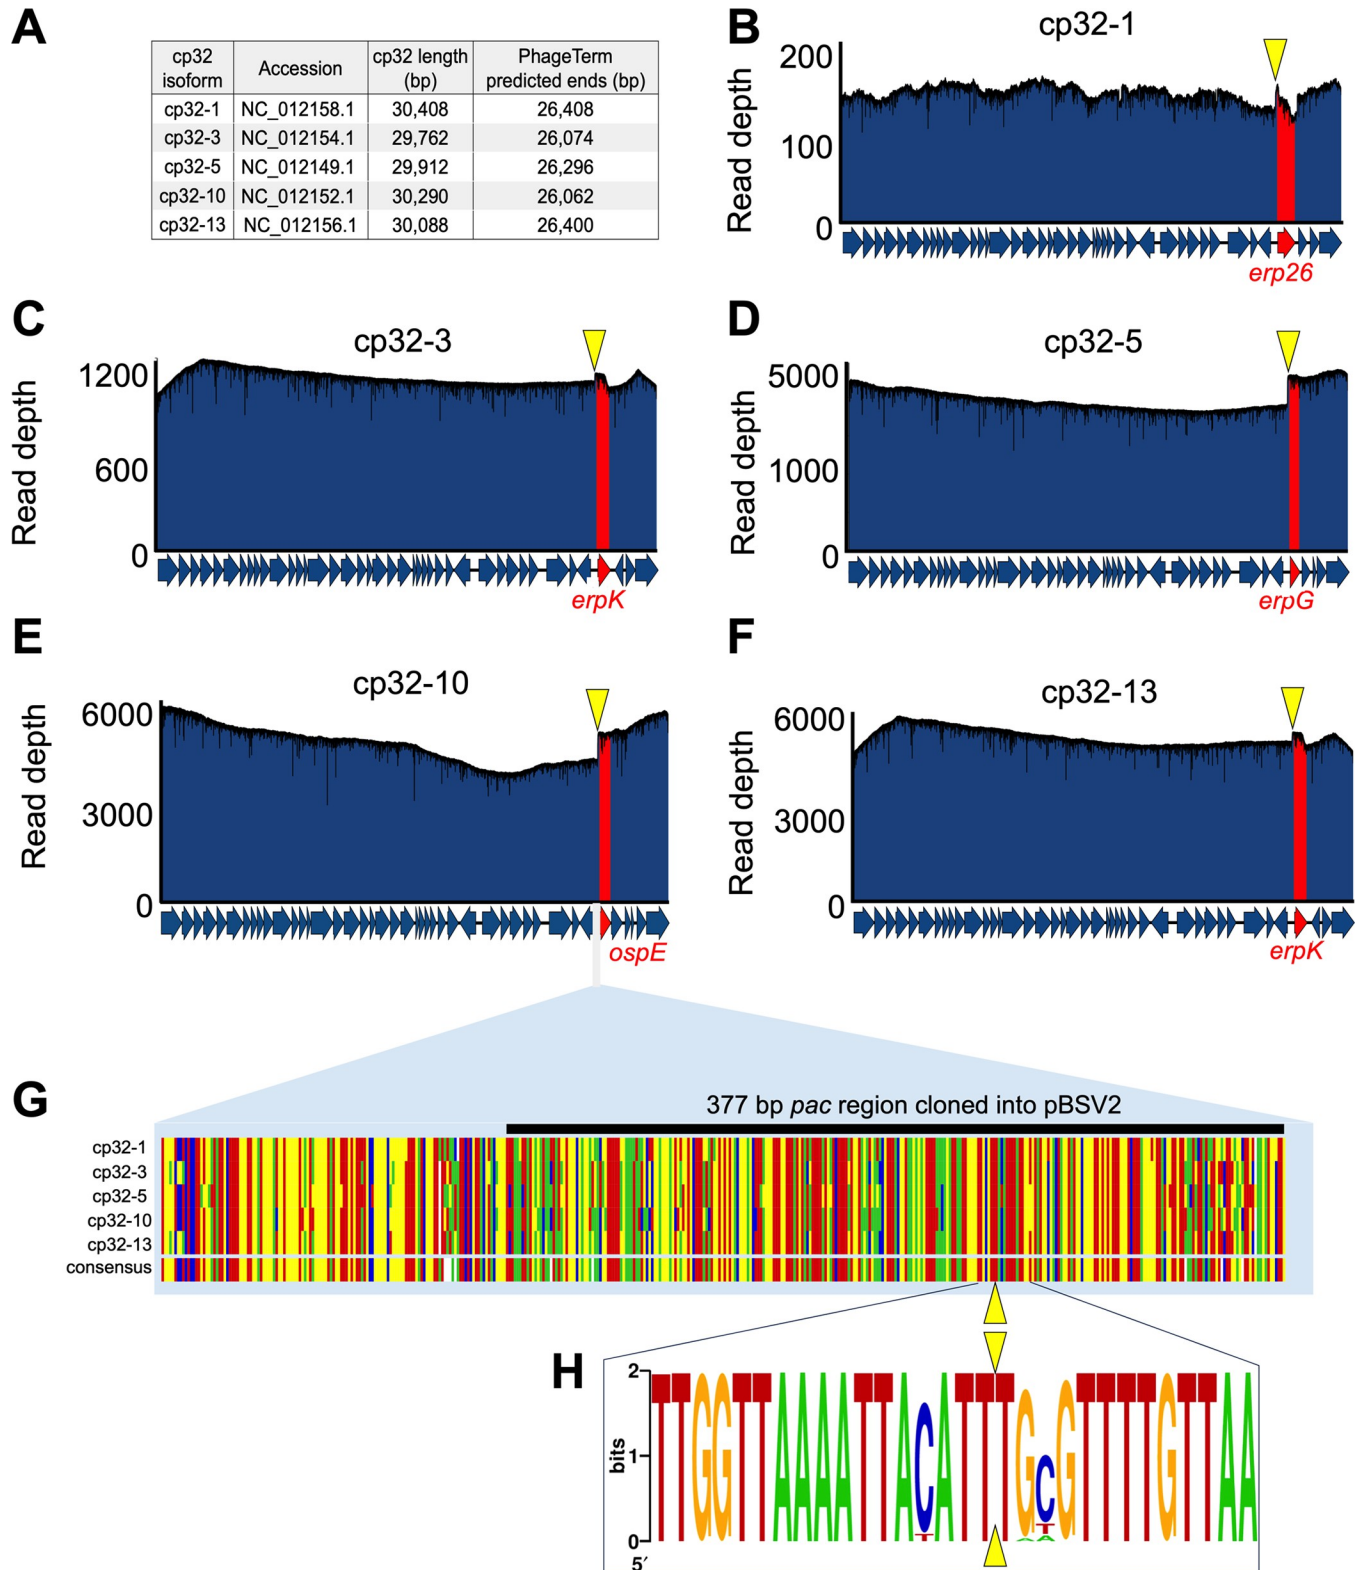 A
cp32 isoform Accession cp32 length (bp) PhageTerm predicted ends (bp)
cp32-1 NC_012158.1 30,408 26,408
cp32-3 NC_012154.1 29,762 26,074
cp32-5 NC_012149.1 29,912 26,296
cp32-10 NC_012152.1 30,290 26,062
cp32-13 NC_012156.1 30,088 26,400
B
cp32-1
Read depth
200
100
0
erp26
C
cp32-3
Read depth
1200
600
0
erpK
D
cp32-5
Read depth
5000
1000
0
erpG
E
cp32-10
Read depth
6000
3000
0
ospE
F
cp32-13
Read depth
6000
3000
0
erpK
G
377 bp pac region cloned into pBSV2
cp32-1
cp32-3
cp32-5
cp32-10
cp32-13
consensus
H
bits
2
1
0
5′
TTGGTTAAAATTACATTTGCGTTTTGTTAA